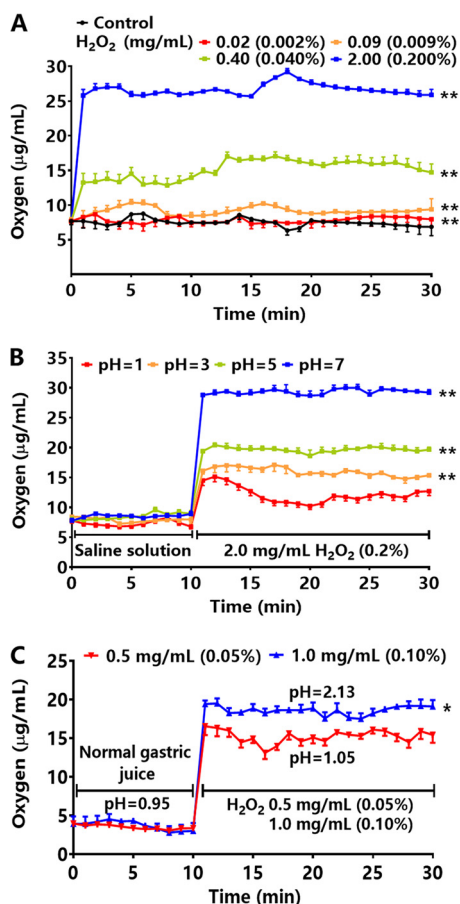 A
Control
H₂O₂ (mg/mL)
0.02 (0.002%) 0.09 (0.009%)
0.40 (0.040%) 2.00 (0.200%)
Oxygen (μg/mL)
30
25
20
15
10
5
**
**
**
**
0 5 10 15 20 25 30
Time (min)
B
pH=1 pH=3 pH=5 pH=7
Oxygen (μg/mL)
35
30
25
20
15
10
5
0
**
**
**
Saline solution 2.0 mg/mL H₂O₂ (0.2%)
0 5 10 15 20 25 30
Time (min)
C
0.5 mg/mL (0.05%) 1.0 mg/mL (0.10%)
Oxygen (μg/mL)
25
20
15
10
5
0
pH=2.13
*
Normal gastric
juice
pH=1.05
pH=0.95
H₂O₂ 0.5 mg/mL (0.05%)
1.0 mg/mL (0.10%)
0 5 10 15 20 25 30
Time (min)